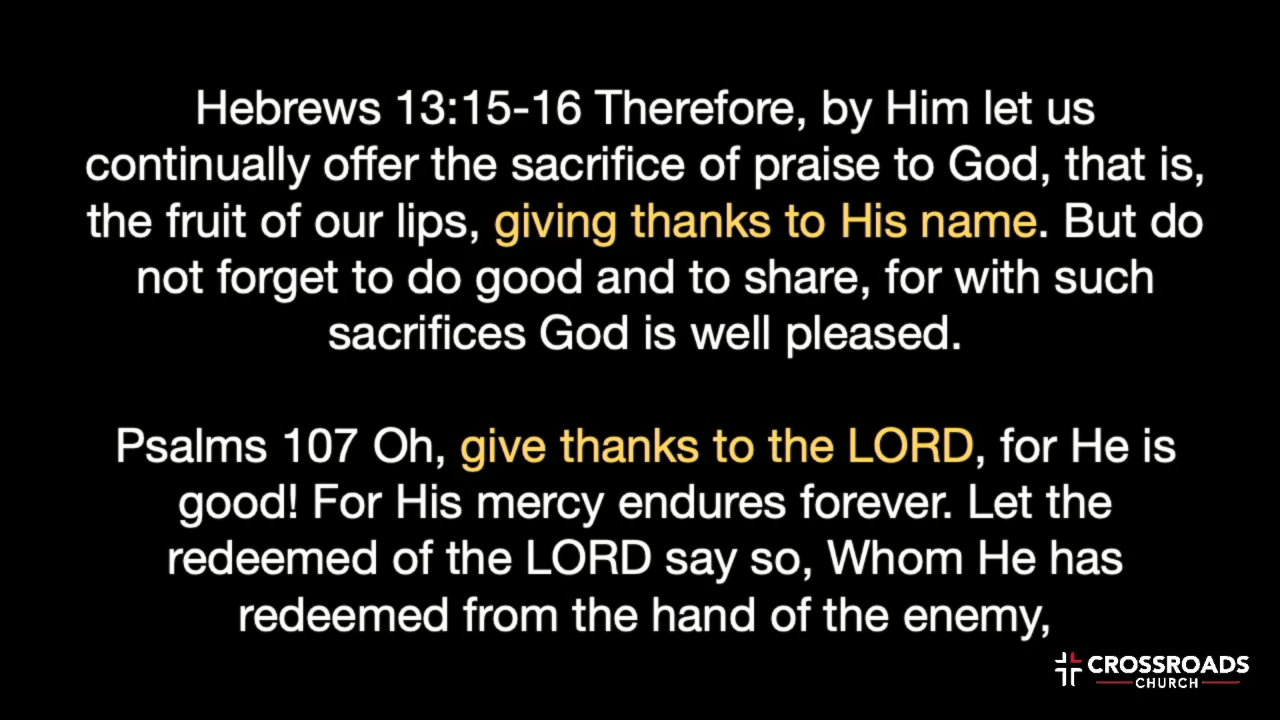 Hebrews 13:15-16 Therefore, by Him let us
continually offer the sacrifice of praise to God, that is,
the fruit of our lips, giving thanks to His name. But do
not forget to do good and to share, for with such
sacrifices God is well pleased.
Psalms 107 Oh, give thanks to the LORD, for He is
good! For His mercy endures forever. Let the
redeemed of the LORD say so, Whom He has
redeemed from the hand of the enemy,
CROSSROADS
CHURCH